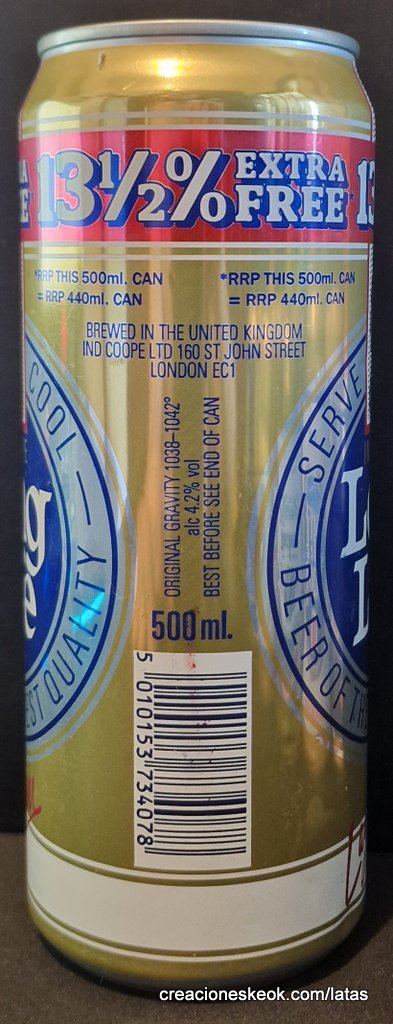 13½% EXTRA FREE
*RRP THIS 500ml. CAN
= RRP 440ml. CAN
*RRP THIS 500ml. CAN
= RRP 440ml. CAN
BREWED IN THE UNITED KINGDOM
IND COOPE LTD 160 ST JOHN STREET
LONDON EC1
ORIGINAL GRAVITY 1038–1042°
alc 4.2% vol
BEST BEFORE SEE END OF CAN
500 ml.
COOL
QUALITY
SERVE
BEER OF
5 010153 734078
creacioneskeok.com/latas